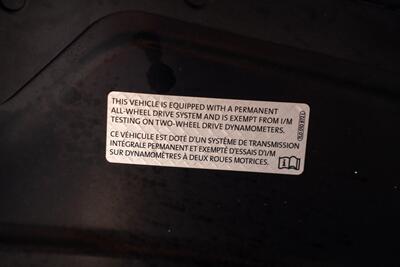 THIS VEHICLE IS EQUIPPED WITH A PERMANENT
ALL-WHEEL DRIVE SYSTEM AND IS EXEMPT FROM I/M
TESTING ON TWO-WHEEL DRIVE DYNAMOMETERS.
CE VÉHICULE EST DOTÉ D'UN SYSTÈME DE TRANSMISSION
INTÉGRALE PERMANENT ET EXEMPTÉ D'ESSAIS D'I/M
SUR DYNAMOMÈTRES À DEUX ROUES MOTRICES.